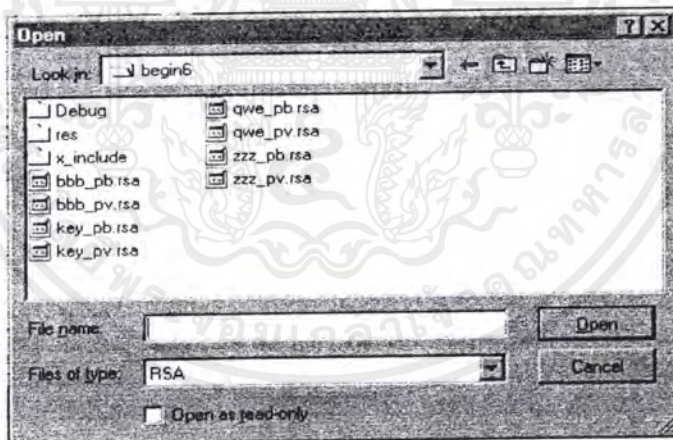 Open
Look in: begin6
Debug
res
x_include
bbb_pb.rsa
bbb_pv.rsa
key_pb.rsa
key_pv.rsa
qwe_pb.rsa
qwe_pv.rsa
zzz_pb.rsa
zzz_pv.rsa
File name:
Open
Files of type: RSA
Cancel
Open as read-only